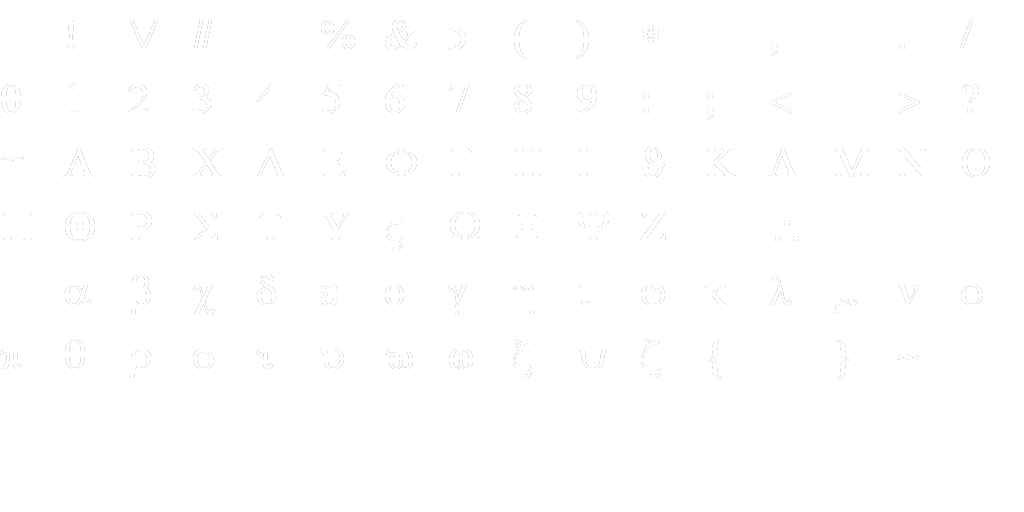 ! ∀ # % & ∋ ( ) ∗ , . /
0 1 2 3 4 5 6 7 8 9 : ; < > ?
≅ Α Β Χ Δ Ε Φ Γ Η Ι ϑ Κ Λ Μ Ν Ο
Π Θ Ρ Σ Τ Υ ς Ω Ξ Ψ Ζ ∴
α β χ δ ε φ γ η ι ϕ κ λ μ ν ο
π θ ρ σ τ υ ϖ ω ξ ψ ζ { } ∼